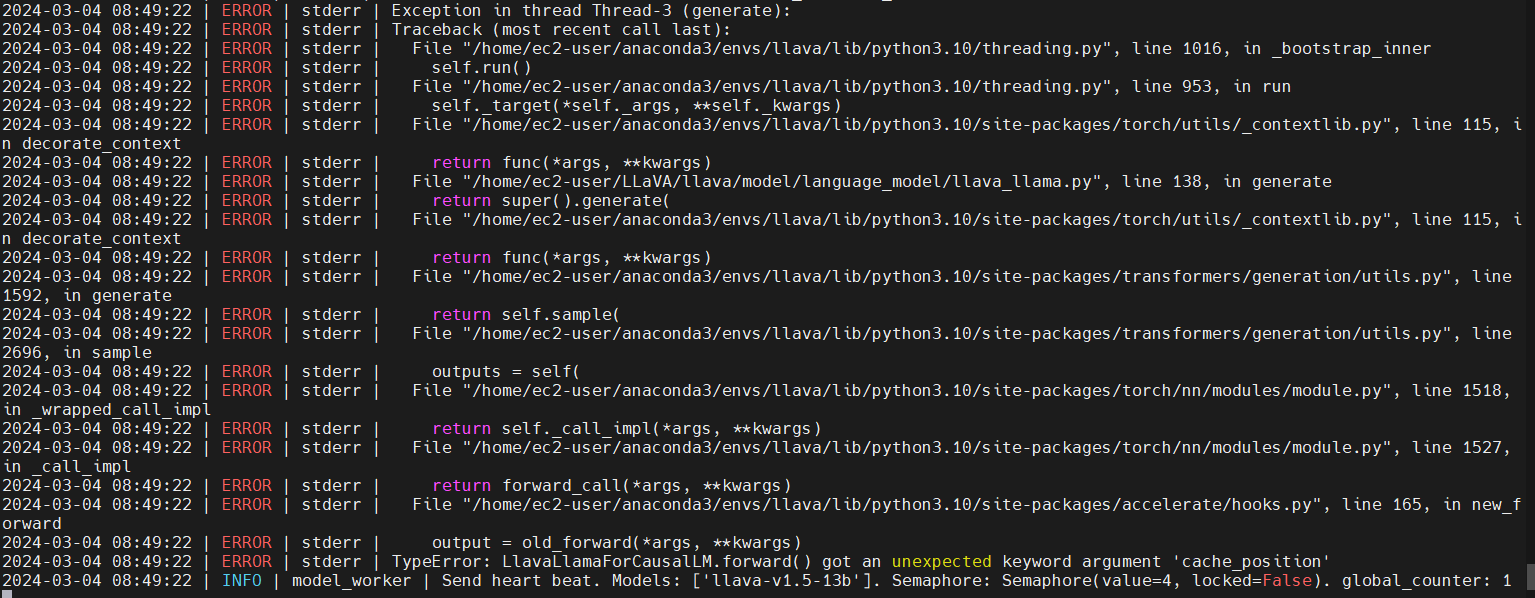 2024-03-04 08:49:22 | ERROR | stderr | Exception in thread Thread-3 (generate):
2024-03-04 08:49:22 | ERROR | stderr | Traceback (most recent call last):
2024-03-04 08:49:22 | ERROR | stderr |   File "/home/ec2-user/anaconda3/envs/llava/lib/python3.10/threading.py", line 1016, in _bootstrap_inner
2024-03-04 08:49:22 | ERROR | stderr |     self.run()
2024-03-04 08:49:22 | ERROR | stderr |   File "/home/ec2-user/anaconda3/envs/llava/lib/python3.10/threading.py", line 953, in run
2024-03-04 08:49:22 | ERROR | stderr |     self._target(*self._args, **self._kwargs)
2024-03-04 08:49:22 | ERROR | stderr |   File "/home/ec2-user/anaconda3/envs/llava/lib/python3.10/site-packages/torch/utils/_contextlib.py", line 115, i
n decorate_context
2024-03-04 08:49:22 | ERROR | stderr |     return func(*args, **kwargs)
2024-03-04 08:49:22 | ERROR | stderr |   File "/home/ec2-user/LLaVA/llava/model/language_model/llava_llama.py", line 138, in generate
2024-03-04 08:49:22 | ERROR | stderr |     return super().generate(
2024-03-04 08:49:22 | ERROR | stderr |   File "/home/ec2-user/anaconda3/envs/llava/lib/python3.10/site-packages/torch/utils/_contextlib.py", line 115, i
n decorate_context
2024-03-04 08:49:22 | ERROR | stderr |     return func(*args, **kwargs)
2024-03-04 08:49:22 | ERROR | stderr |   File "/home/ec2-user/anaconda3/envs/llava/lib/python3.10/site-packages/transformers/generation/utils.py", line
1592, in generate
2024-03-04 08:49:22 | ERROR | stderr |     return self.sample(
2024-03-04 08:49:22 | ERROR | stderr |   File "/home/ec2-user/anaconda3/envs/llava/lib/python3.10/site-packages/transformers/generation/utils.py", line
2696, in sample
2024-03-04 08:49:22 | ERROR | stderr |     outputs = self(
2024-03-04 08:49:22 | ERROR | stderr |   File "/home/ec2-user/anaconda3/envs/llava/lib/python3.10/site-packages/torch/nn/modules/module.py", line 1518,
in _wrapped_call_impl
2024-03-04 08:49:22 | ERROR | stderr |     return self._call_impl(*args, **kwargs)
2024-03-04 08:49:22 | ERROR | stderr |   File "/home/ec2-user/anaconda3/envs/llava/lib/python3.10/site-packages/torch/nn/modules/module.py", line 1527,
in _call_impl
2024-03-04 08:49:22 | ERROR | stderr |     return forward_call(*args, **kwargs)
2024-03-04 08:49:22 | ERROR | stderr |   File "/home/ec2-user/anaconda3/envs/llava/lib/python3.10/site-packages/accelerate/hooks.py", line 165, in new_f
orward
2024-03-04 08:49:22 | ERROR | stderr |     output = old_forward(*args, **kwargs)
2024-03-04 08:49:22 | ERROR | stderr | TypeError: LlavaLlamaForCausalLM.forward() got an unexpected keyword argument 'cache_position'
2024-03-04 08:49:22 | INFO | model_worker | Send heart beat. Models: ['llava-v1.5-13b']. Semaphore: Semaphore(value=4, locked=False). global_counter: 1